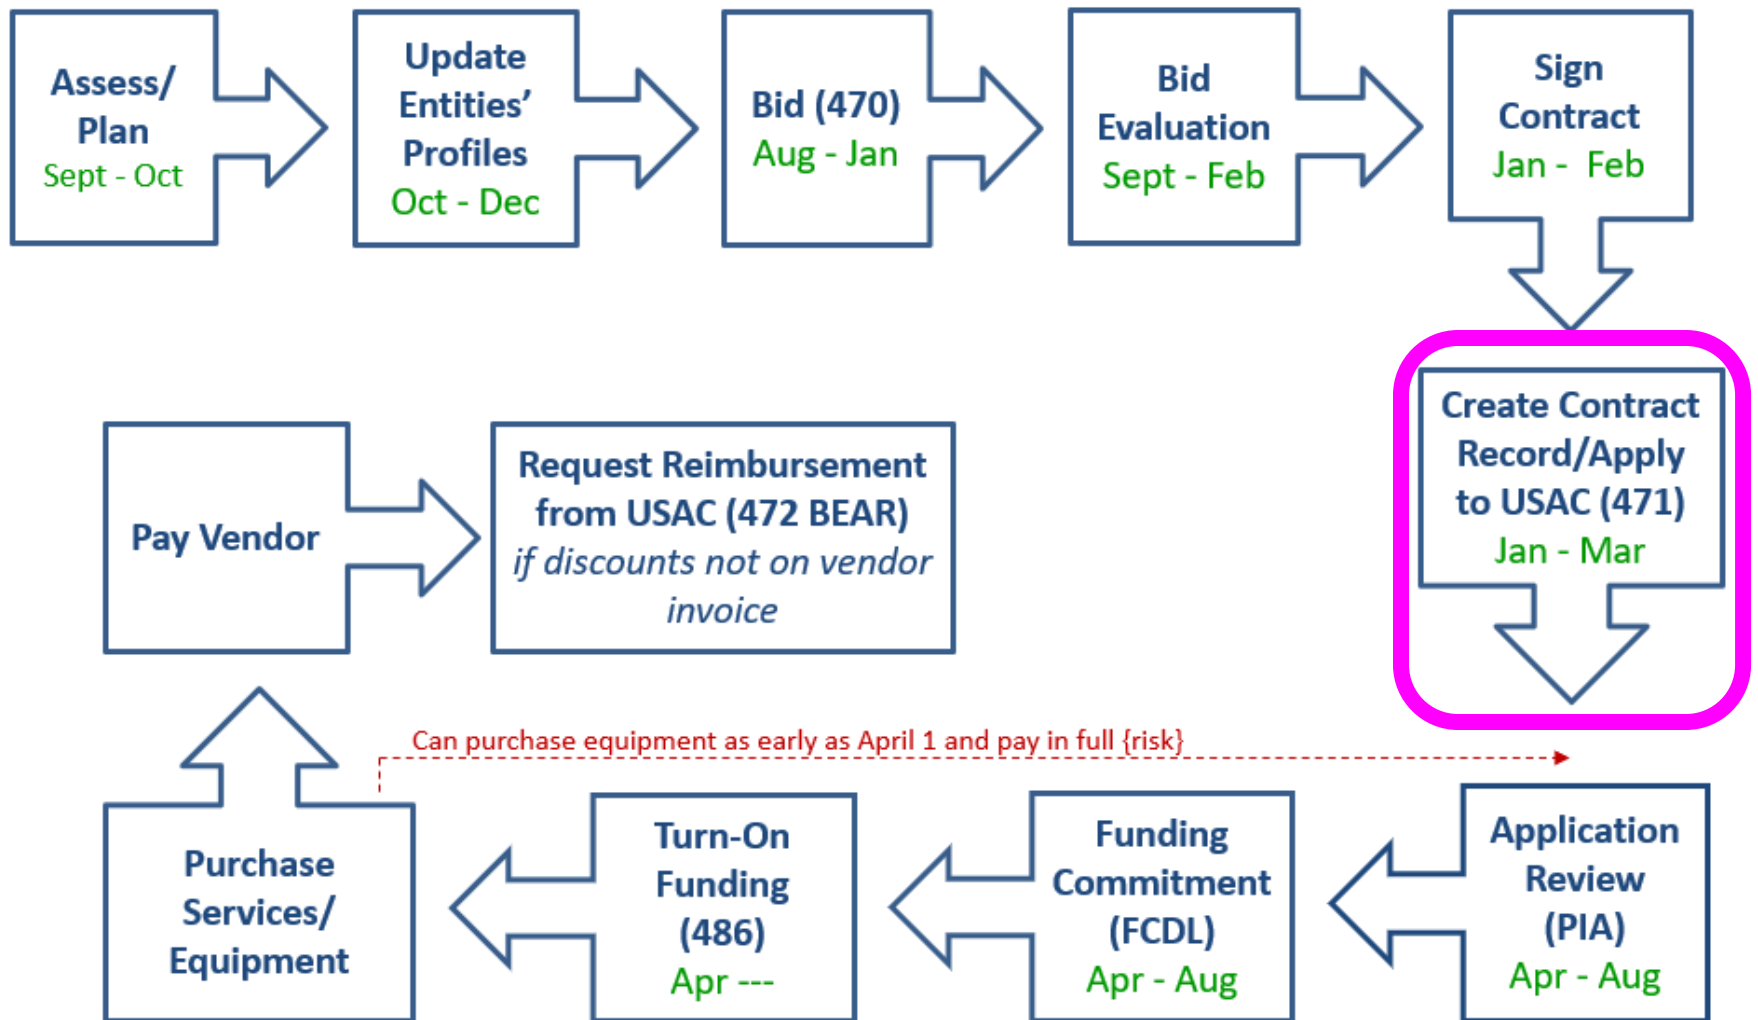 Assess/
Plan
Sept - Oct
Update
Entities’
Profiles
Oct - Dec
Bid (470)
Aug - Jan
Bid
Evaluation
Sept - Feb
Sign
Contract
Jan - Feb
Create Contract
Record/Apply
to USAC (471)
Jan - Mar
Pay Vendor
Request Reimbursement
from USAC (472 BEAR)
if discounts not on vendor
invoice
Can purchase equipment as early as April 1 and pay in full {risk}
Application
Review
(PIA)
Apr - Aug
Funding
Commitment
(FCDL)
Apr - Aug
Turn-On
Funding
(486)
Apr ---
Purchase
Services/
Equipment